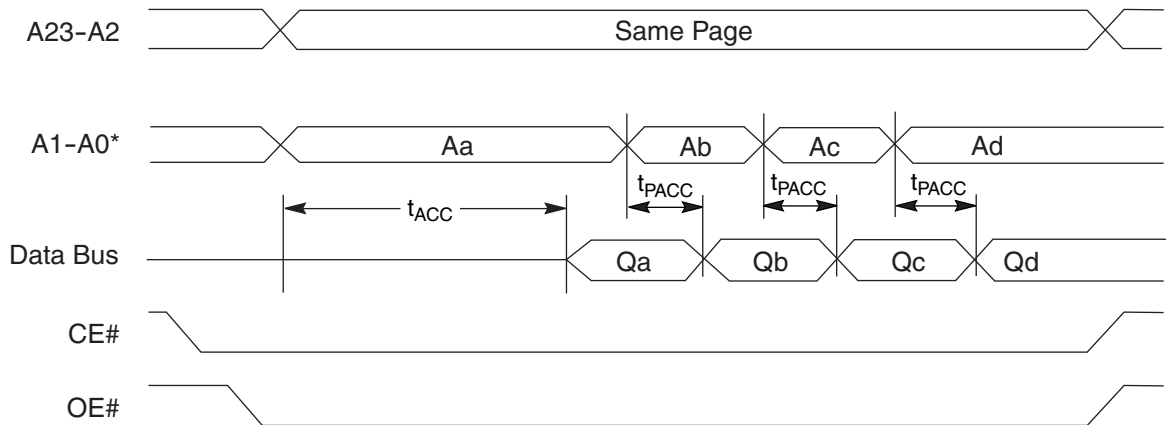 A23-A2
Same Page
A1-A0*
Aa
Ab
Ac
Ad
tACC
tPACC
tPACC
tPACC
Data Bus
Qa
Qb
Qc
Qd
CE#
OE#